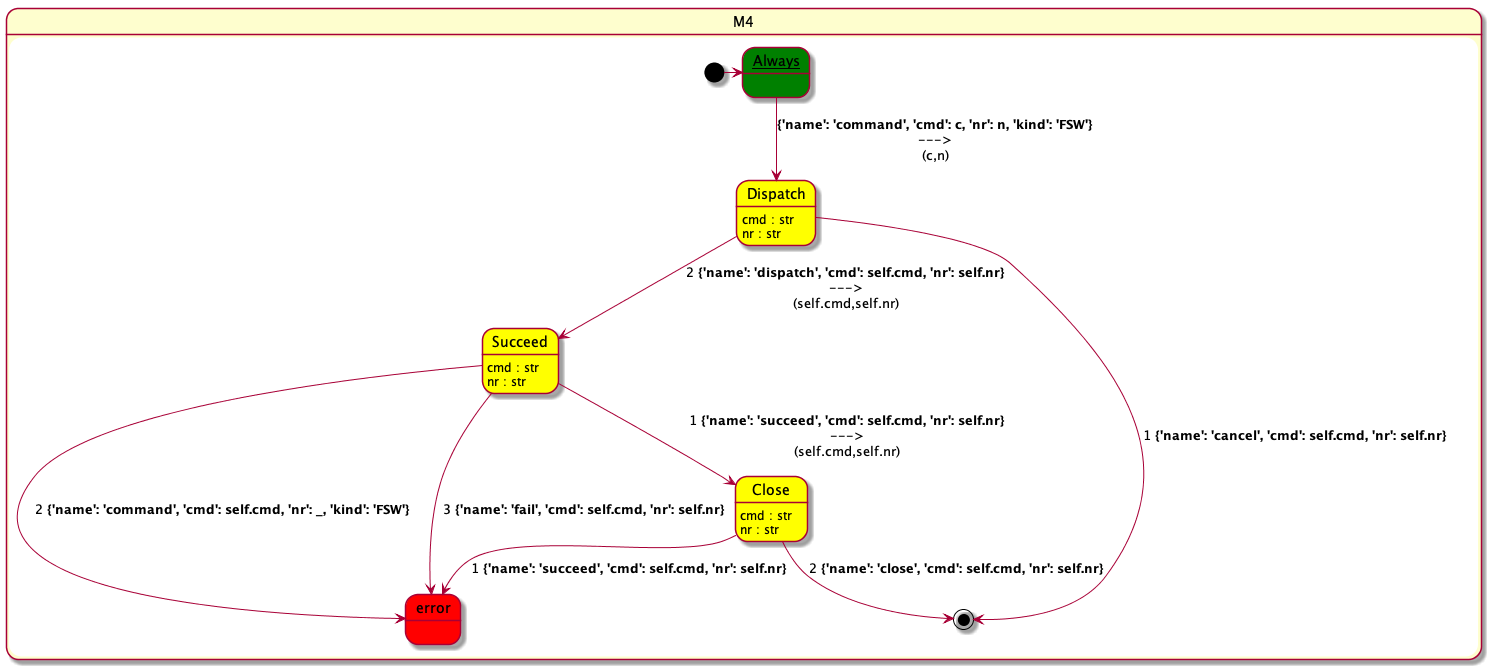 M4
Always
{'name': 'command', 'cmd': c, 'nr': n, 'kind': 'FSW'}
--->
(c,n)
Dispatch
cmd : str
nr : str
2 {'name': 'dispatch', 'cmd': self.cmd, 'nr': self.nr}
--->
(self.cmd,self.nr)
Succeed
cmd : str
nr : str
1 {'name': 'succeed', 'cmd': self.cmd, 'nr': self.nr}
--->
(self.cmd,self.nr)
1 {'name': 'cancel', 'cmd': self.cmd, 'nr': self.nr}
Close
cmd : str
nr : str
2 {'name': 'command', 'cmd': self.cmd, 'nr': _, 'kind': 'FSW'}
3 {'name': 'fail', 'cmd': self.cmd, 'nr': self.nr}
1 {'name': 'succeed', 'cmd': self.cmd, 'nr': self.nr}
2 {'name': 'close', 'cmd': self.cmd, 'nr': self.nr}
error